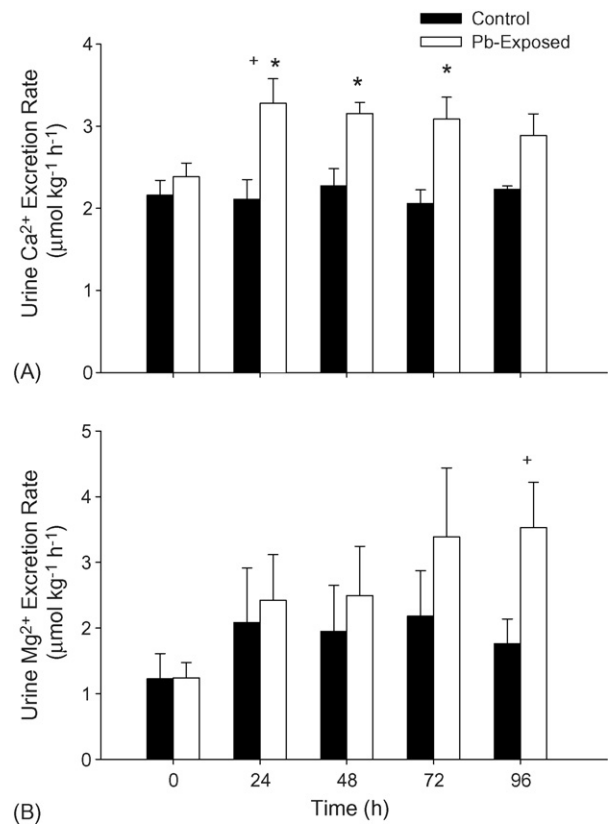 Control
Pb-Exposed
4
3
2
1
0
+ *
*
*
Urine Ca²⁺ Excretion Rate
(µmol kg⁻¹ h⁻¹)
(A)
5
4
3
2
1
0
+
Urine Mg²⁺ Excretion Rate
(µmol kg⁻¹ h⁻¹)
0 24 48 72 96
Time (h)
(B)